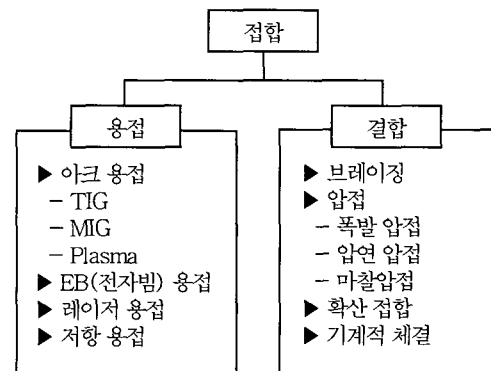 접합
용접
▶ 아크 용접
– TIG
– MIG
– Plasma
▶ EB(전자빔) 용접
▶ 레이저 용접
▶ 저항 용접
결합
▶ 브레이징
▶ 압접
– 폭발 압접
– 압연 압접
– 마찰압접
▶ 확산 접합
▶ 기계적 체결